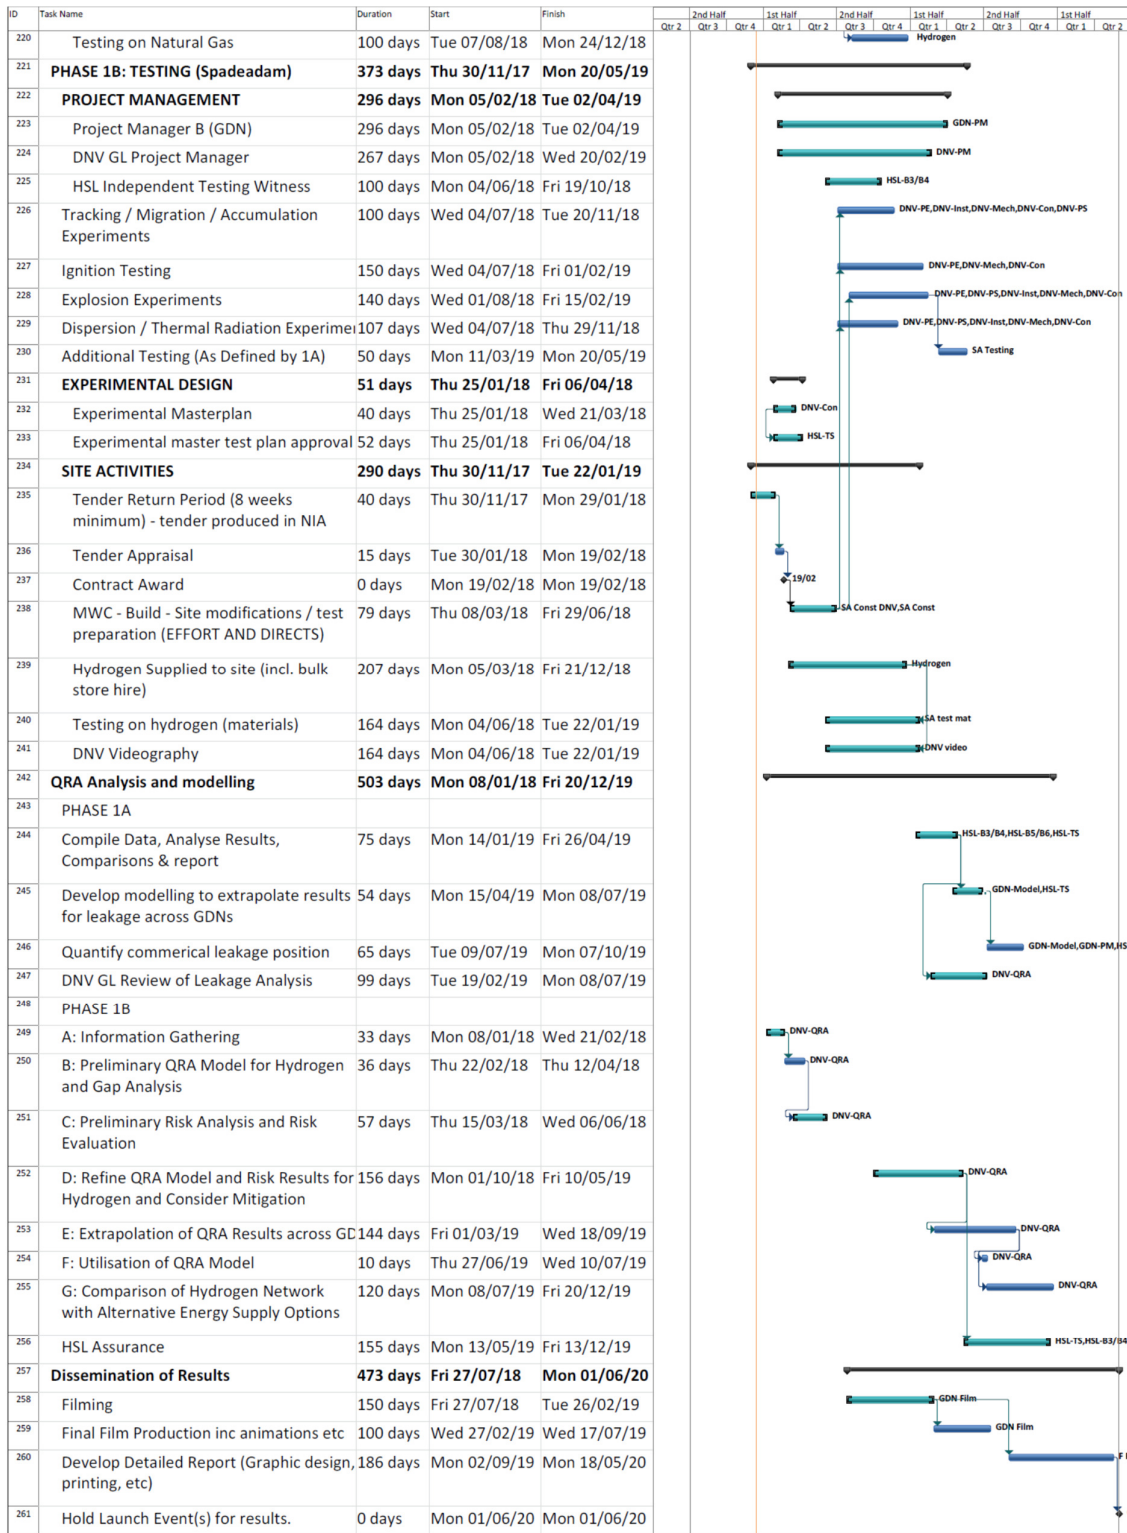 ID Task Name Duration Start Finish
2nd Half 1st Half 2nd Half 1st Half 2nd Half 1st Half
Qtr 2 Qtr 3 Qtr 4 Qtr 1 Qtr 2 Qtr 3 Qtr 4 Qtr 1 Qtr 2 Qtr 3 Qtr 4 Qtr 1 Qtr 2
220 Testing on Natural Gas 100 days Tue 07/08/18 Mon 24/12/18 Hydrogen
221 PHASE 1B: TESTING (Spadeadam) 373 days Thu 30/11/17 Mon 20/05/19
222 PROJECT MANAGEMENT 296 days Mon 05/02/18 Tue 02/04/19
223 Project Manager B (GDN) 296 days Mon 05/02/18 Tue 02/04/19 GDN-PM
224 DNV GL Project Manager 267 days Mon 05/02/18 Wed 20/02/19 DNV-PM
225 HSL Independent Testing Witness 100 days Mon 04/06/18 Fri 19/10/18 HSL-B3/B4
226 Tracking / Migration / Accumulation 100 days Wed 04/07/18 Tue 20/11/18 DNV-PE,DNV-Inst,DNV-Mech,DNV-Con,DNV-PS
Experiments
227 Ignition Testing 150 days Wed 04/07/18 Fri 01/02/19 DNV-PE,DNV-Mech,DNV-Con
228 Explosion Experiments 140 days Wed 01/08/18 Fri 15/02/19 DNV-PE,DNV-PS,DNV-Inst,DNV-Mech,DNV-Con
229 Dispersion / Thermal Radiation Experimer 107 days Wed 04/07/18 Thu 29/11/18 DNV-PE,DNV-PS,DNV-Inst,DNV-Mech,DNV-Con
230 Additional Testing (As Defined by 1A) 50 days Mon 11/03/19 Mon 20/05/19 SA Testing
231 EXPERIMENTAL DESIGN 51 days Thu 25/01/18 Fri 06/04/18
232 Experimental Masterplan 40 days Thu 25/01/18 Wed 21/03/18 DNV-Con
233 Experimental master test plan approval 52 days Thu 25/01/18 Fri 06/04/18 HSL-TS
234 SITE ACTIVITIES 290 days Thu 30/11/17 Tue 22/01/19
235 Tender Return Period (8 weeks 40 days Thu 30/11/17 Mon 29/01/18
minimum) - tender produced in NIA
236 Tender Appraisal 15 days Tue 30/01/18 Mon 19/02/18
237 Contract Award 0 days Mon 19/02/18 Mon 19/02/18 19/02
238 MWC - Build - Site modifications / test 79 days Thu 08/03/18 Fri 29/06/18 SA Const DNV,SA Const
preparation (EFFORT AND DIRECTS)
239 Hydrogen Supplied to site (incl. bulk 207 days Mon 05/03/18 Fri 21/12/18 Hydrogen
store hire)
240 Testing on hydrogen (materials) 164 days Mon 04/06/18 Tue 22/01/19 SA test mat
241 DNV Videography 164 days Mon 04/06/18 Tue 22/01/19 DNV video
242 QRA Analysis and modelling 503 days Mon 08/01/18 Fri 20/12/19
243 PHASE 1A
244 Compile Data, Analyse Results, 75 days Mon 14/01/19 Fri 26/04/19 HSL-B3/B4,HSL-B5/B6,HSL-TS
Comparisons & report
245 Develop modelling to extrapolate results 54 days Mon 15/04/19 Mon 08/07/19 GDN-Model,HSL-TS
for leakage across GDNs
246 Quantify commerical leakage position 65 days Tue 09/07/19 Mon 07/10/19 GDN-Model,GDN-PM,HS
247 DNV GL Review of Leakage Analysis 99 days Tue 19/02/19 Mon 08/07/19 DNV-QRA
248 PHASE 1B
249 A: Information Gathering 33 days Mon 08/01/18 Wed 21/02/18 DNV-QRA
250 B: Preliminary QRA Model for Hydrogen 36 days Thu 22/02/18 Thu 12/04/18 DNV-QRA
and Gap Analysis
251 C: Preliminary Risk Analysis and Risk 57 days Thu 15/03/18 Wed 06/06/18 DNV-QRA
Evaluation
252 D: Refine QRA Model and Risk Results for 156 days Mon 01/10/18 Fri 10/05/19 DNV-QRA
Hydrogen and Consider Mitigation
253 E: Extrapolation of QRA Results across GD 144 days Fri 01/03/19 Wed 18/09/19 DNV-QRA
254 F: Utilisation of QRA Model 10 days Thu 27/06/19 Wed 10/07/19 DNV-QRA
255 G: Comparison of Hydrogen Network 120 days Mon 08/07/19 Fri 20/12/19 DNV-QRA
with Alternative Energy Supply Options
256 HSL Assurance 155 days Mon 13/05/19 Fri 13/12/19 HSL-TS,HSL-B3/B4
257 Dissemination of Results 473 days Fri 27/07/18 Mon 01/06/20
258 Filming 150 days Fri 27/07/18 Tue 26/02/19 GDN Film
259 Final Film Production inc animations etc 100 days Wed 27/02/19 Wed 17/07/19 GDN Film
260 Develop Detailed Report (Graphic design, 186 days Mon 02/09/19 Mon 18/05/20
printing, etc)
261 Hold Launch Event(s) for results. 0 days Mon 01/06/20 Mon 01/06/20